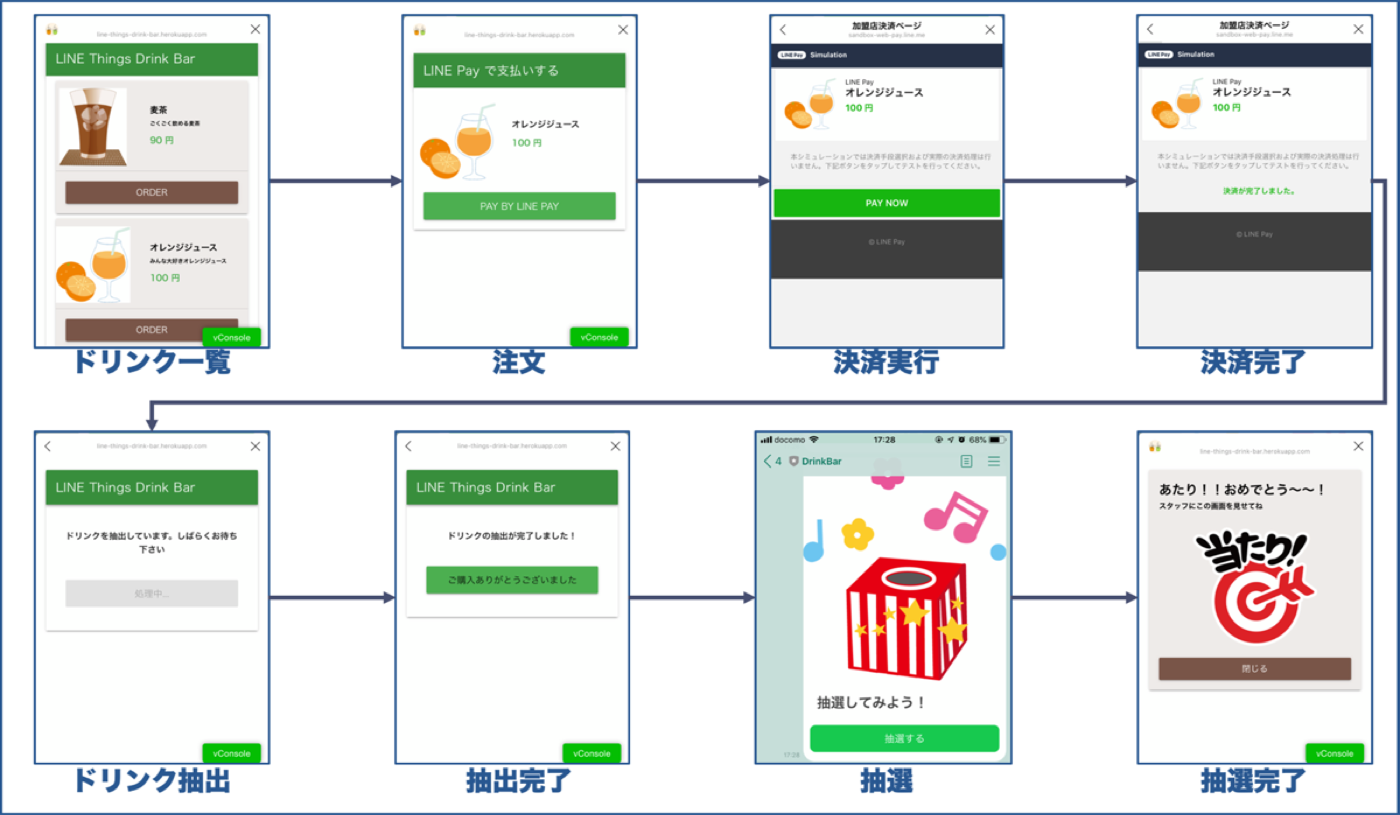 line-things-drink-bar.herokuapp.com
LINE Things Drink Bar
麦茶
ごくごく飲める麦茶
90 円
ORDER
オレンジジュース
みんな大好きオレンジジュース
100 円
ORDER
vConsole
ドリンク一覧
line-things-drink-bar.herokuapp.com
LINE Pay で支払いする
オレンジジュース
100 円
PAY BY LINE PAY
vConsole
注文
加盟店決済ページ
sandbox-web-pay.line.me
LINE Pay Simulation
LINE Pay
オレンジジュース
100 円
本シミュレーションでは決済手段選択および実際の決済処理は行
いません。下記ボタンをタップしてテストを行ってください。
PAY NOW
© LINE Pay
決済実行
加盟店決済ページ
sandbox-web-pay.line.me
LINE Pay Simulation
LINE Pay
オレンジジュース
100 円
本シミュレーションでは決済手段選択および実際の決済処理は行
いません。下記ボタンをタップしてテストを行ってください。
決済が完了しました。
© LINE Pay
決済完了
line-things-drink-bar.herokuapp.com
LINE Things Drink Bar
ドリンクを抽出しています。しばらくお待ち
下さい
処理中...
vConsole
ドリンク抽出
line-things-drink-bar.herokuapp.com
LINE Things Drink Bar
ドリンクの抽出が完了しました！
ご購入ありがとうございました
vConsole
抽出完了
docomo 17:28 68%
4 DrinkBar
抽選してみよう！
抽選する
17:28
抽選
line-things-drink-bar.herokuapp.com
あたり！！おめでとう〜〜！
スタッフにこの画面を見せてね
当たり!
閉じる
vConsole
抽選完了